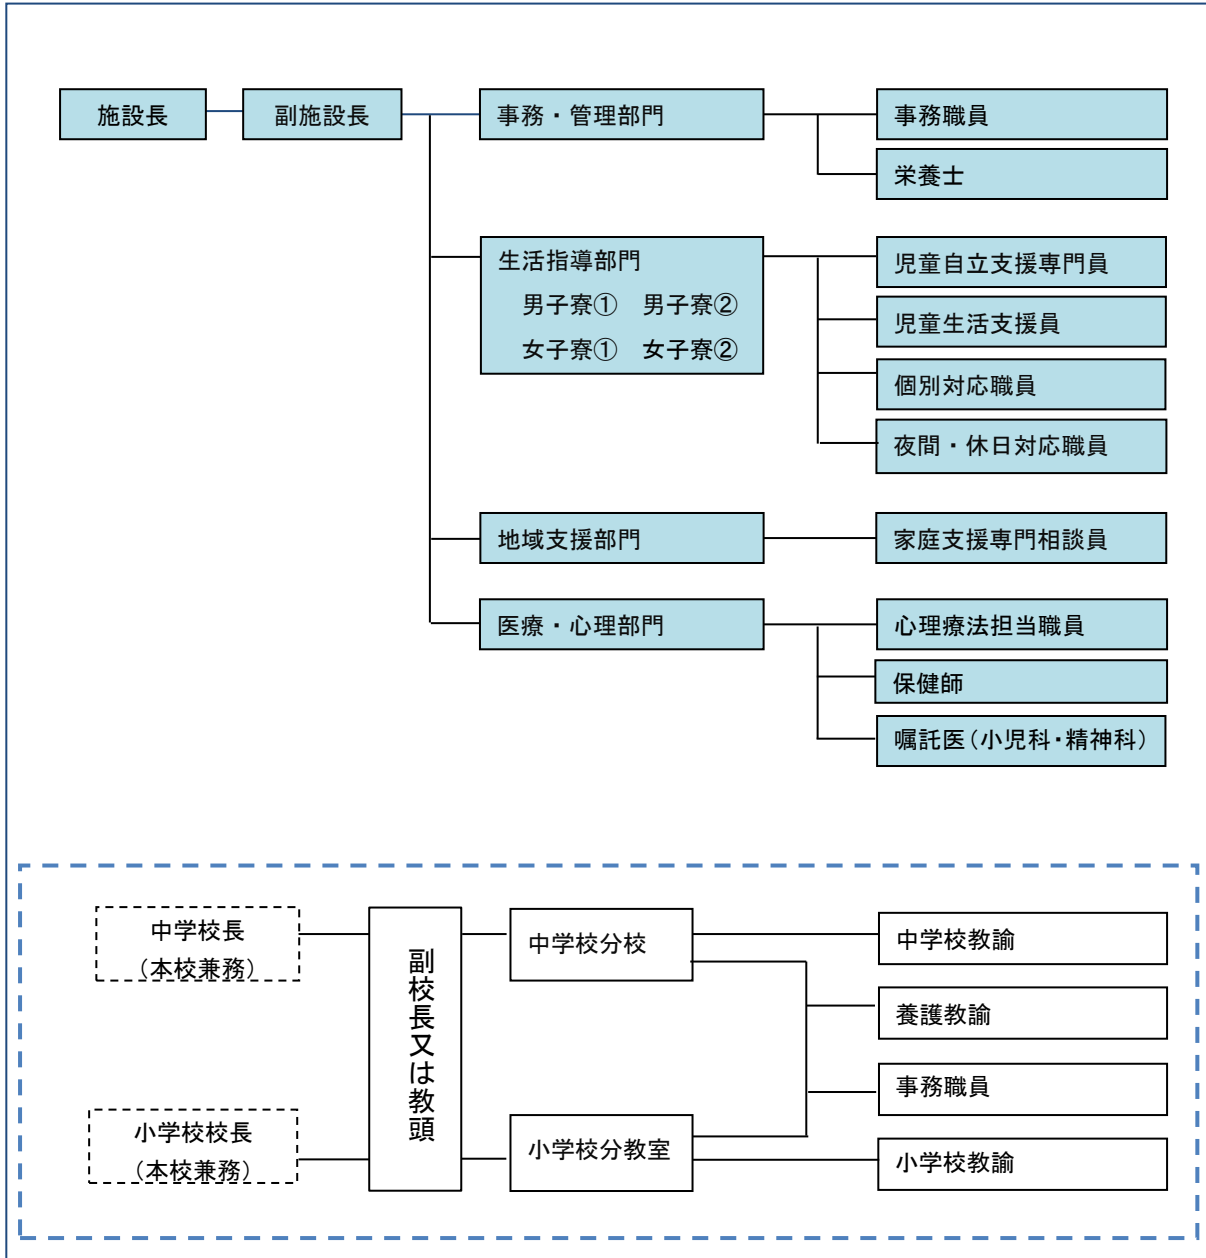 施設長
副施設長
事務・管理部門
事務職員
栄養士
生活指導部門
男子寮① 男子寮②
女子寮① 女子寮②
児童自立支援専門員
児童生活支援員
個別対応職員
夜間・休日対応職員
地域支援部門
家庭支援専門相談員
医療・心理部門
心理療法担当職員
保健師
嘱託医(小児科・精神科)
中学校長
(本校兼務)
小学校校長
(本校兼務)
副校長又は教頭
中学校分校
小学校分教室
中学校教諭
養護教諭
事務職員
小学校教諭